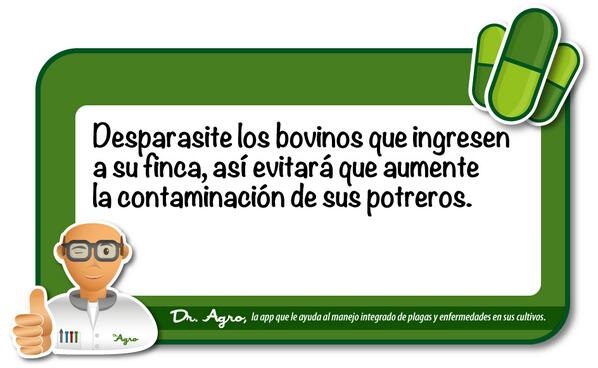 Desparasite los bovinos que ingresen
a su finca, así evitará que aumente
la contaminación de sus potreros.
Dr. Agro, la app que le ayuda al manejo integrado de plagas y enfermedades en sus cultivos.
Dr. Agro